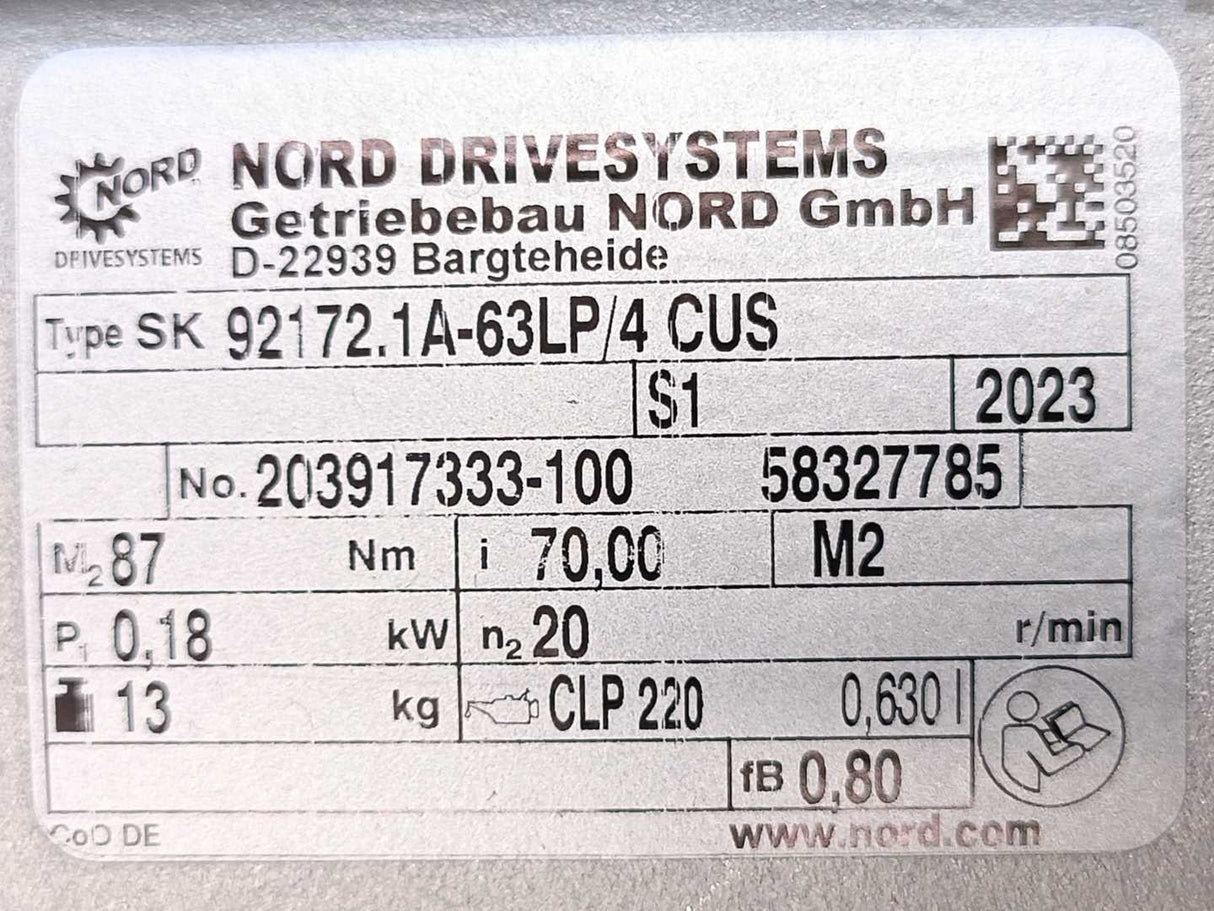 NORD
DRIVESYSTEMS
NORD DRIVESYSTEMS
Getriebebau NORD GmbH
D-22939 Bargteheide
08503520
Type SK 92172.1A-63LP/4 CUS
S1 2023
No. 203917333-100 58327785
M2 87 Nm i 70,00 M2
P1 0,18 kW n2 20 r/min
13 kg CLP 220 0,630 l
fB 0,80
CoO DE
www.nord.com